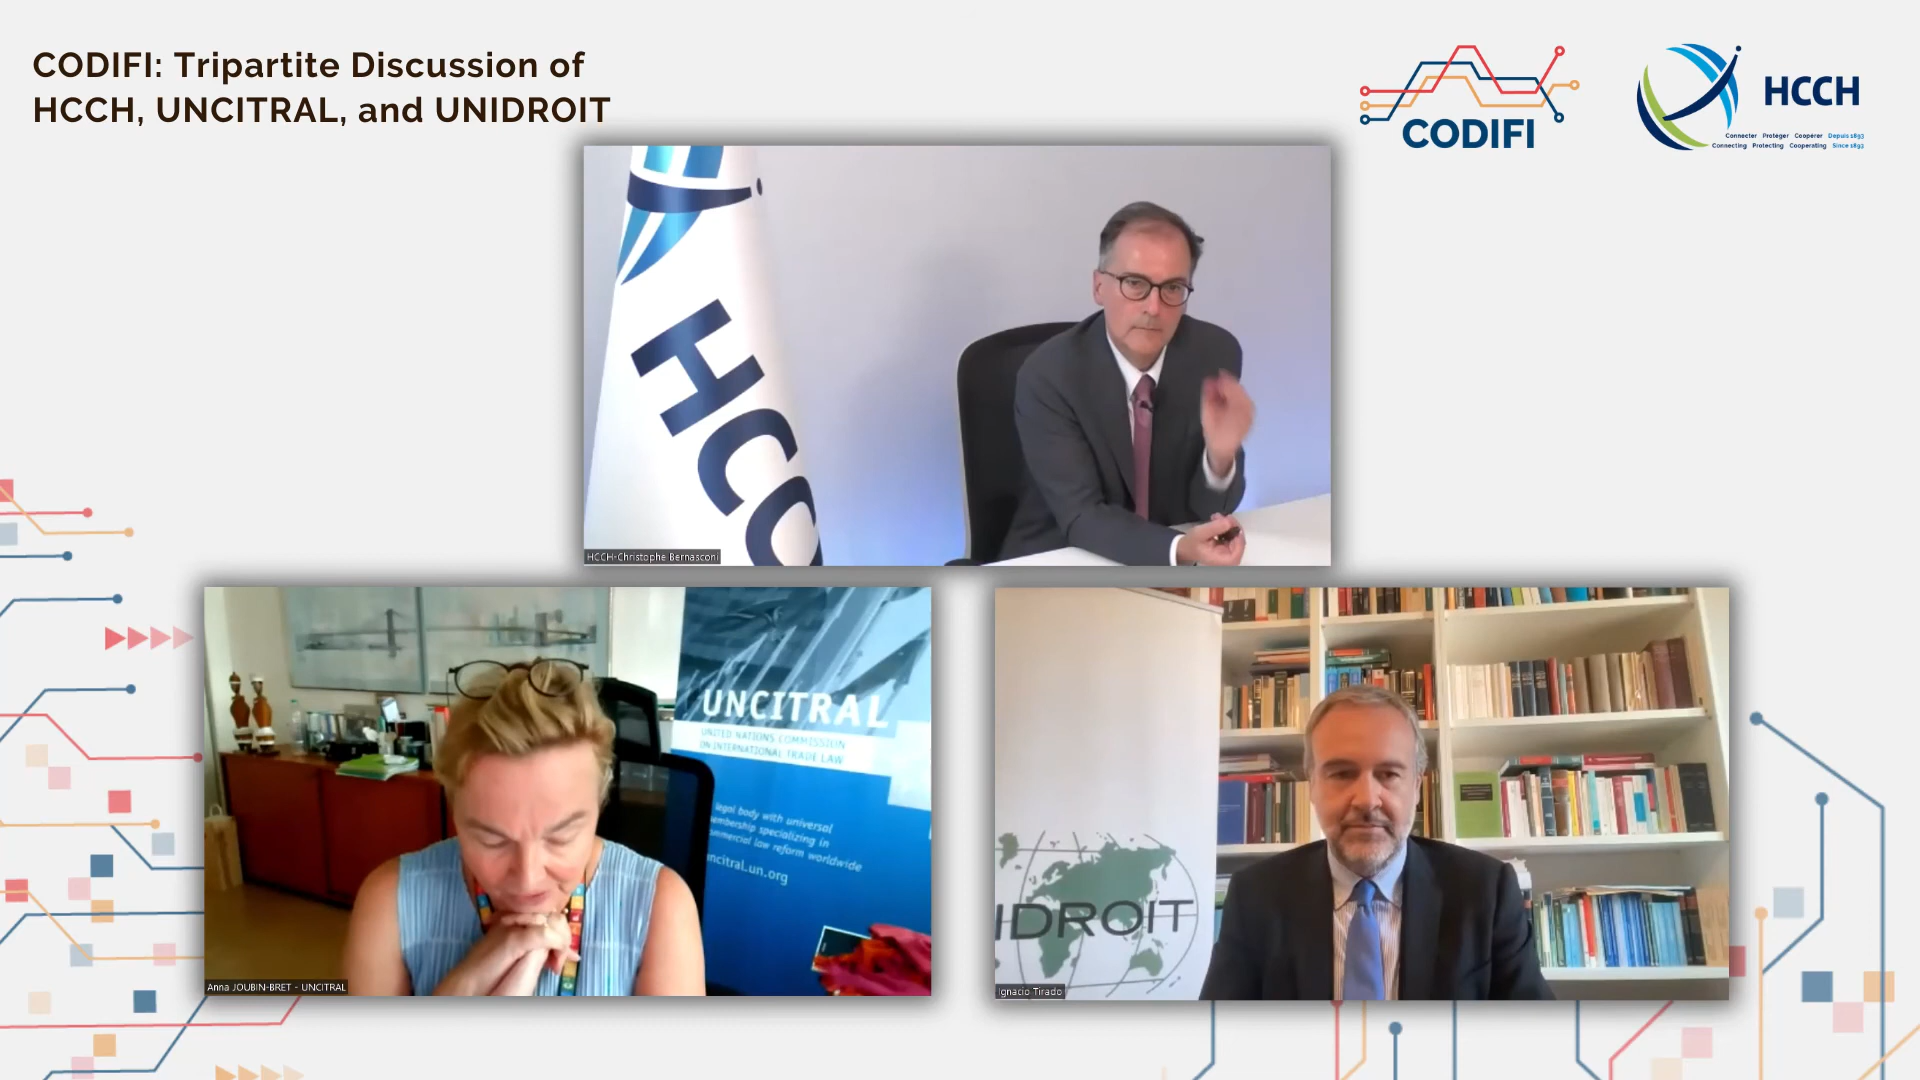 CODIFI: Tripartite Discussion of
HCCH, UNCITRAL, and UNIDROIT
CODIFI
HCCH
Connecter Protéger Coopérer Depuis 1893
Connecting Protecting Cooperating Since 1893
HCC
HCCH-Christophe Bernasconi
UNCITRAL
UNITED NATIONS COMMISSION
ON INTERNATIONAL TRADE LAW
legal body with universal
membership specializing in
commercial law reform worldwide
uncitral.un.org
Anna JOUBIN-BRET - UNCITRAL
IDROIT
Ignacio Tirado